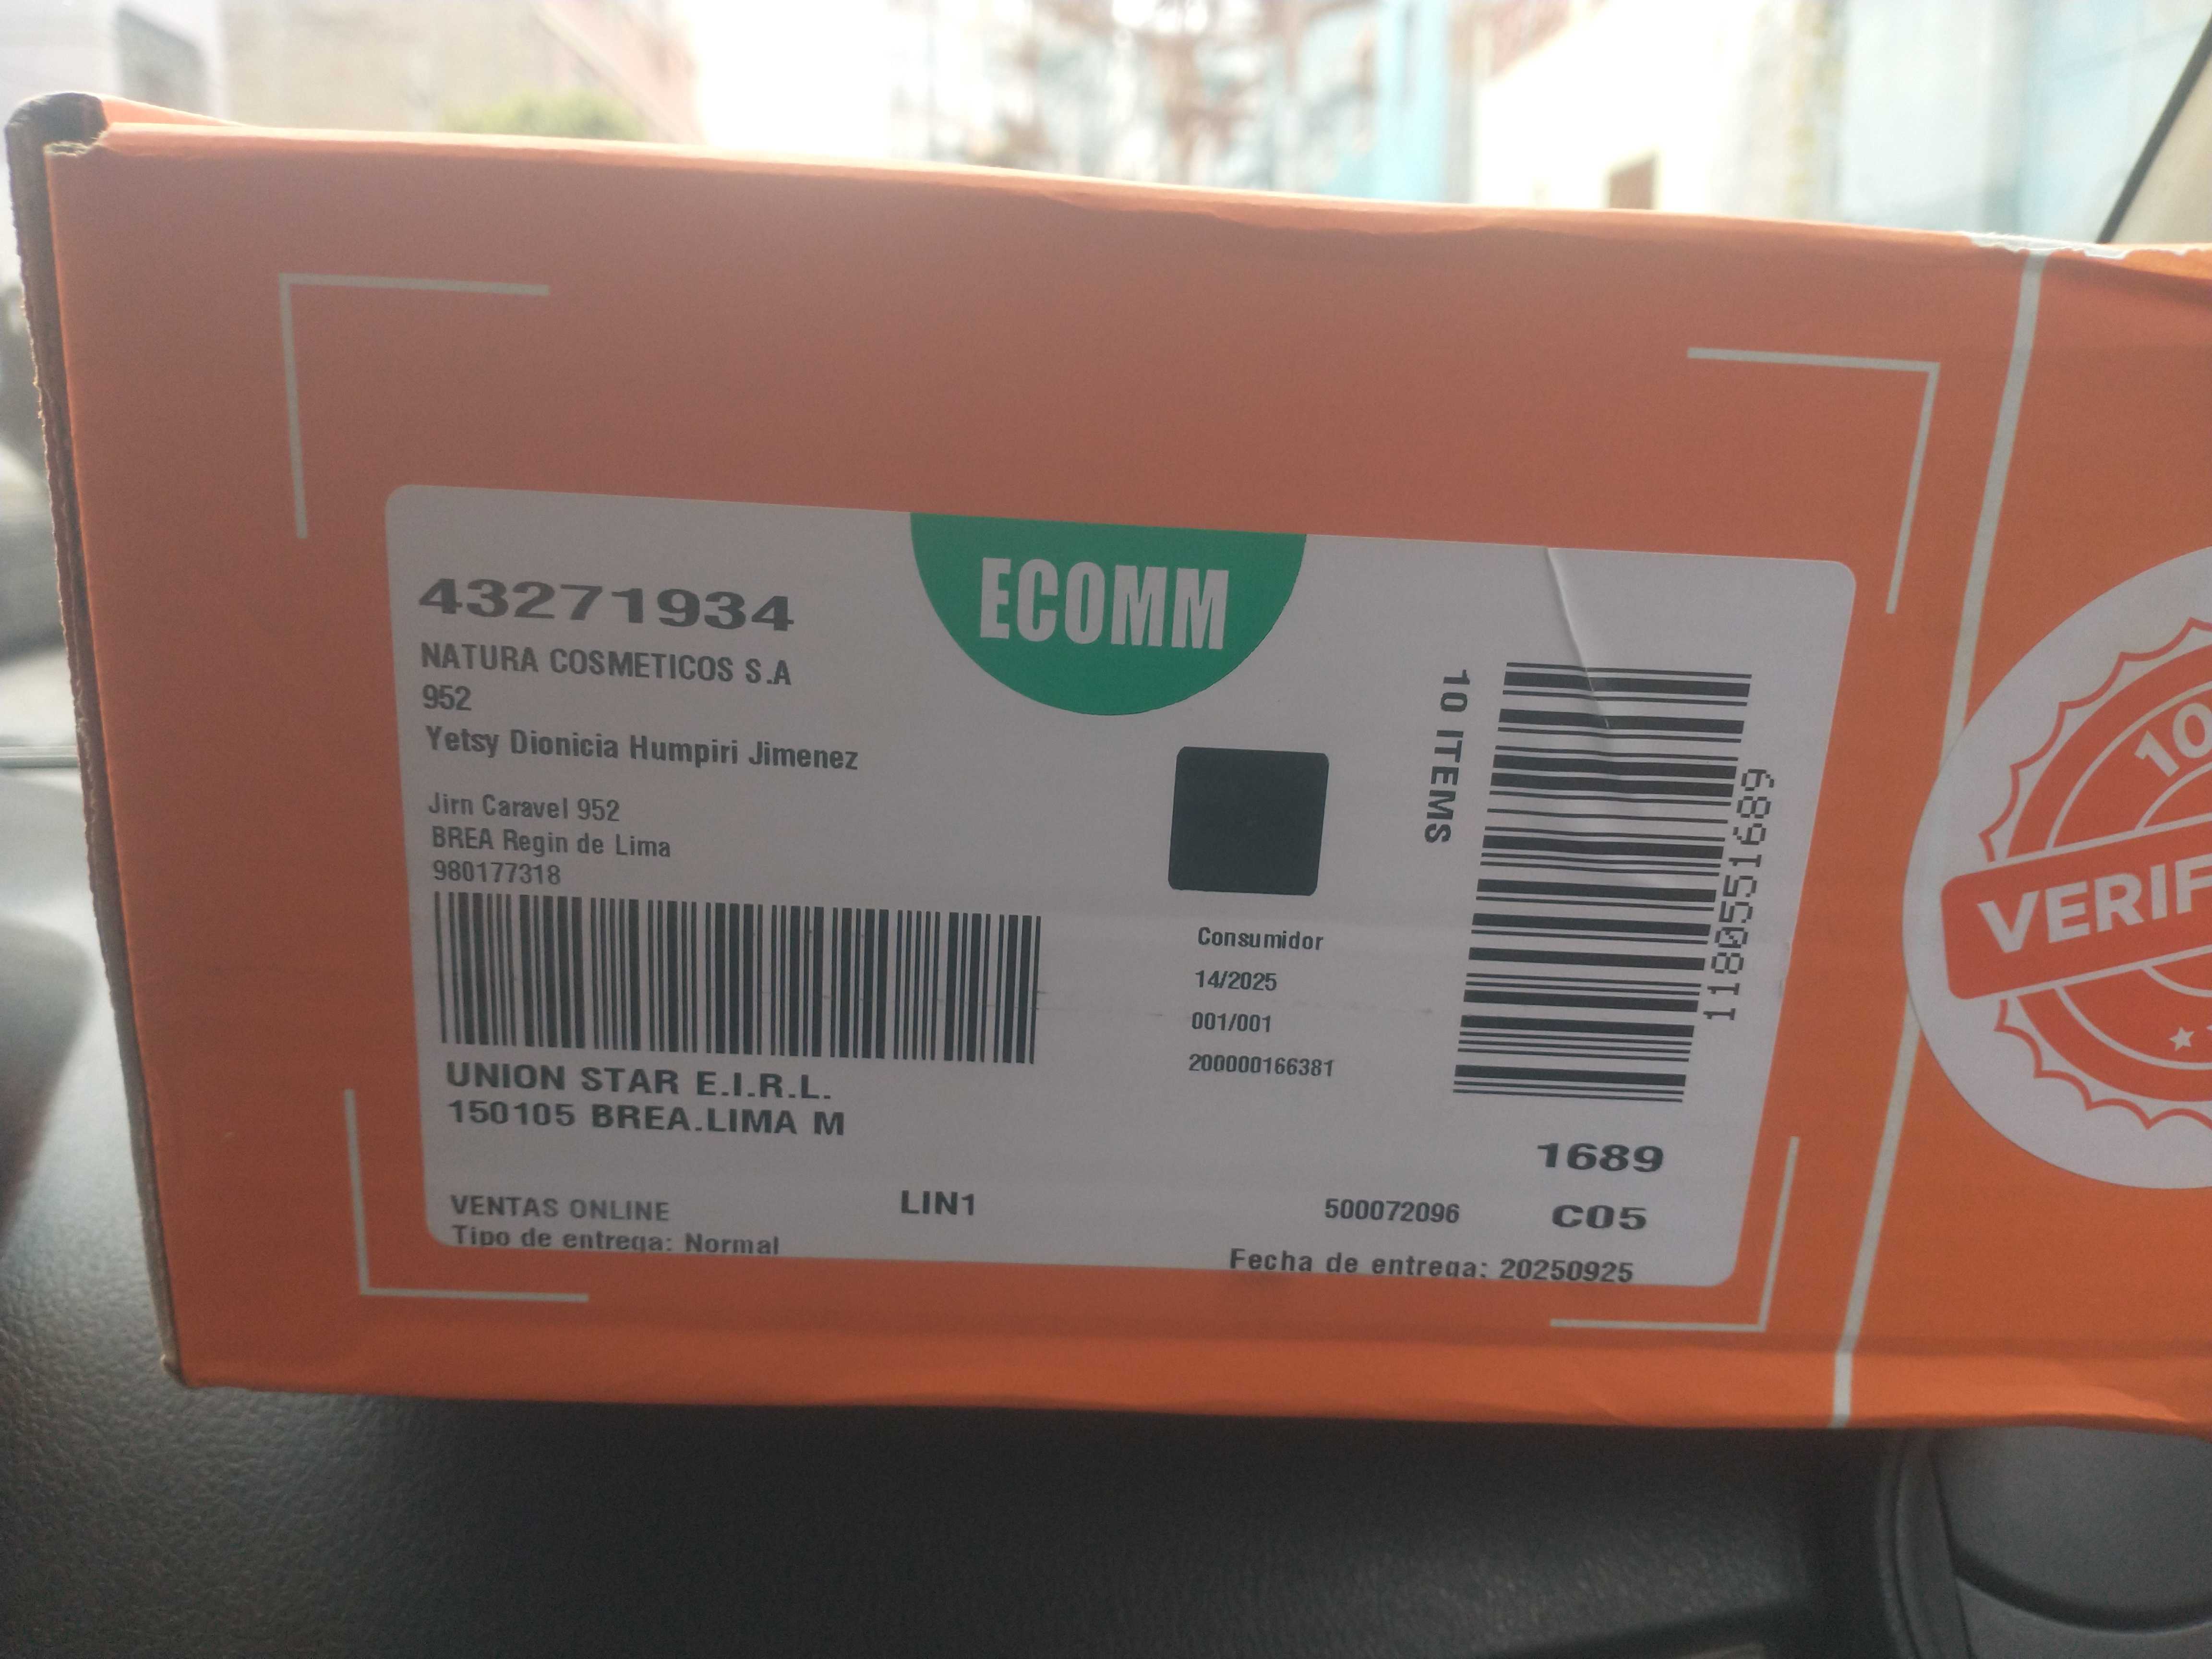 ECOMM
43271934
NATURA COSMETICOS S.A
952
Yetsy Dionicia Humpiri Jimenez
Jirn Caravel 952
BREA Regin de Lima
980177318
UNION STAR E.I.R.L.
150105 BREA.LIMA M
VENTAS ONLINE
LIN1
Tipo de entrega: Normal
Consumidor
14/2025
001/001
200000166381
10 ITEMS
1180551689
1689
500072096
C05
Fecha de entrega: 20250925
10
VERIF